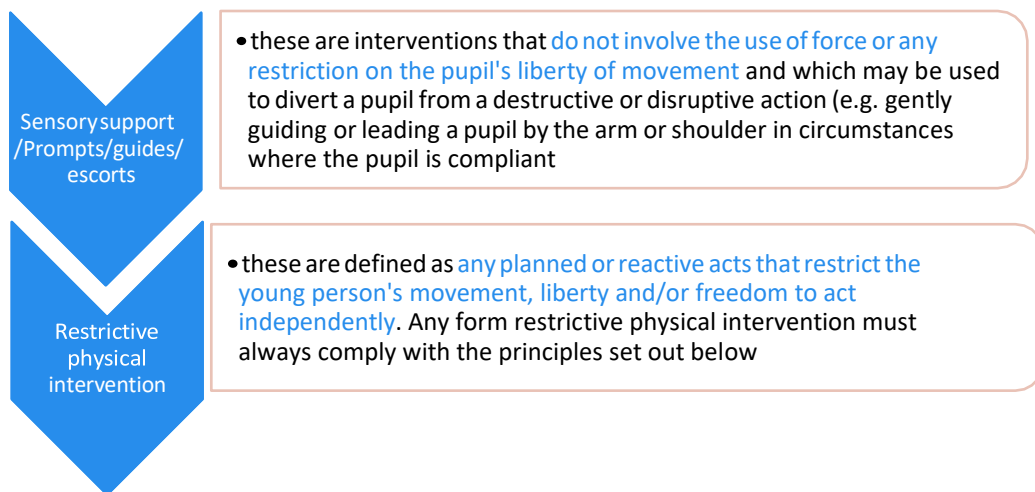 Sensory support
/Prompts/guides/
escorts
•these are interventions that do not involve the use of force or any
restriction on the pupil's liberty of movement and which may be used
to divert a pupil from a destructive or disruptive action (e.g. gently
guiding or leading a pupil by the arm or shoulder in circumstances
where the pupil is compliant
Restrictive
physical
intervention
•these are defined as any planned or reactive acts that restrict the
young person's movement, liberty and/or freedom to act
independently. Any form restrictive physical intervention must
always comply with the principles set out below